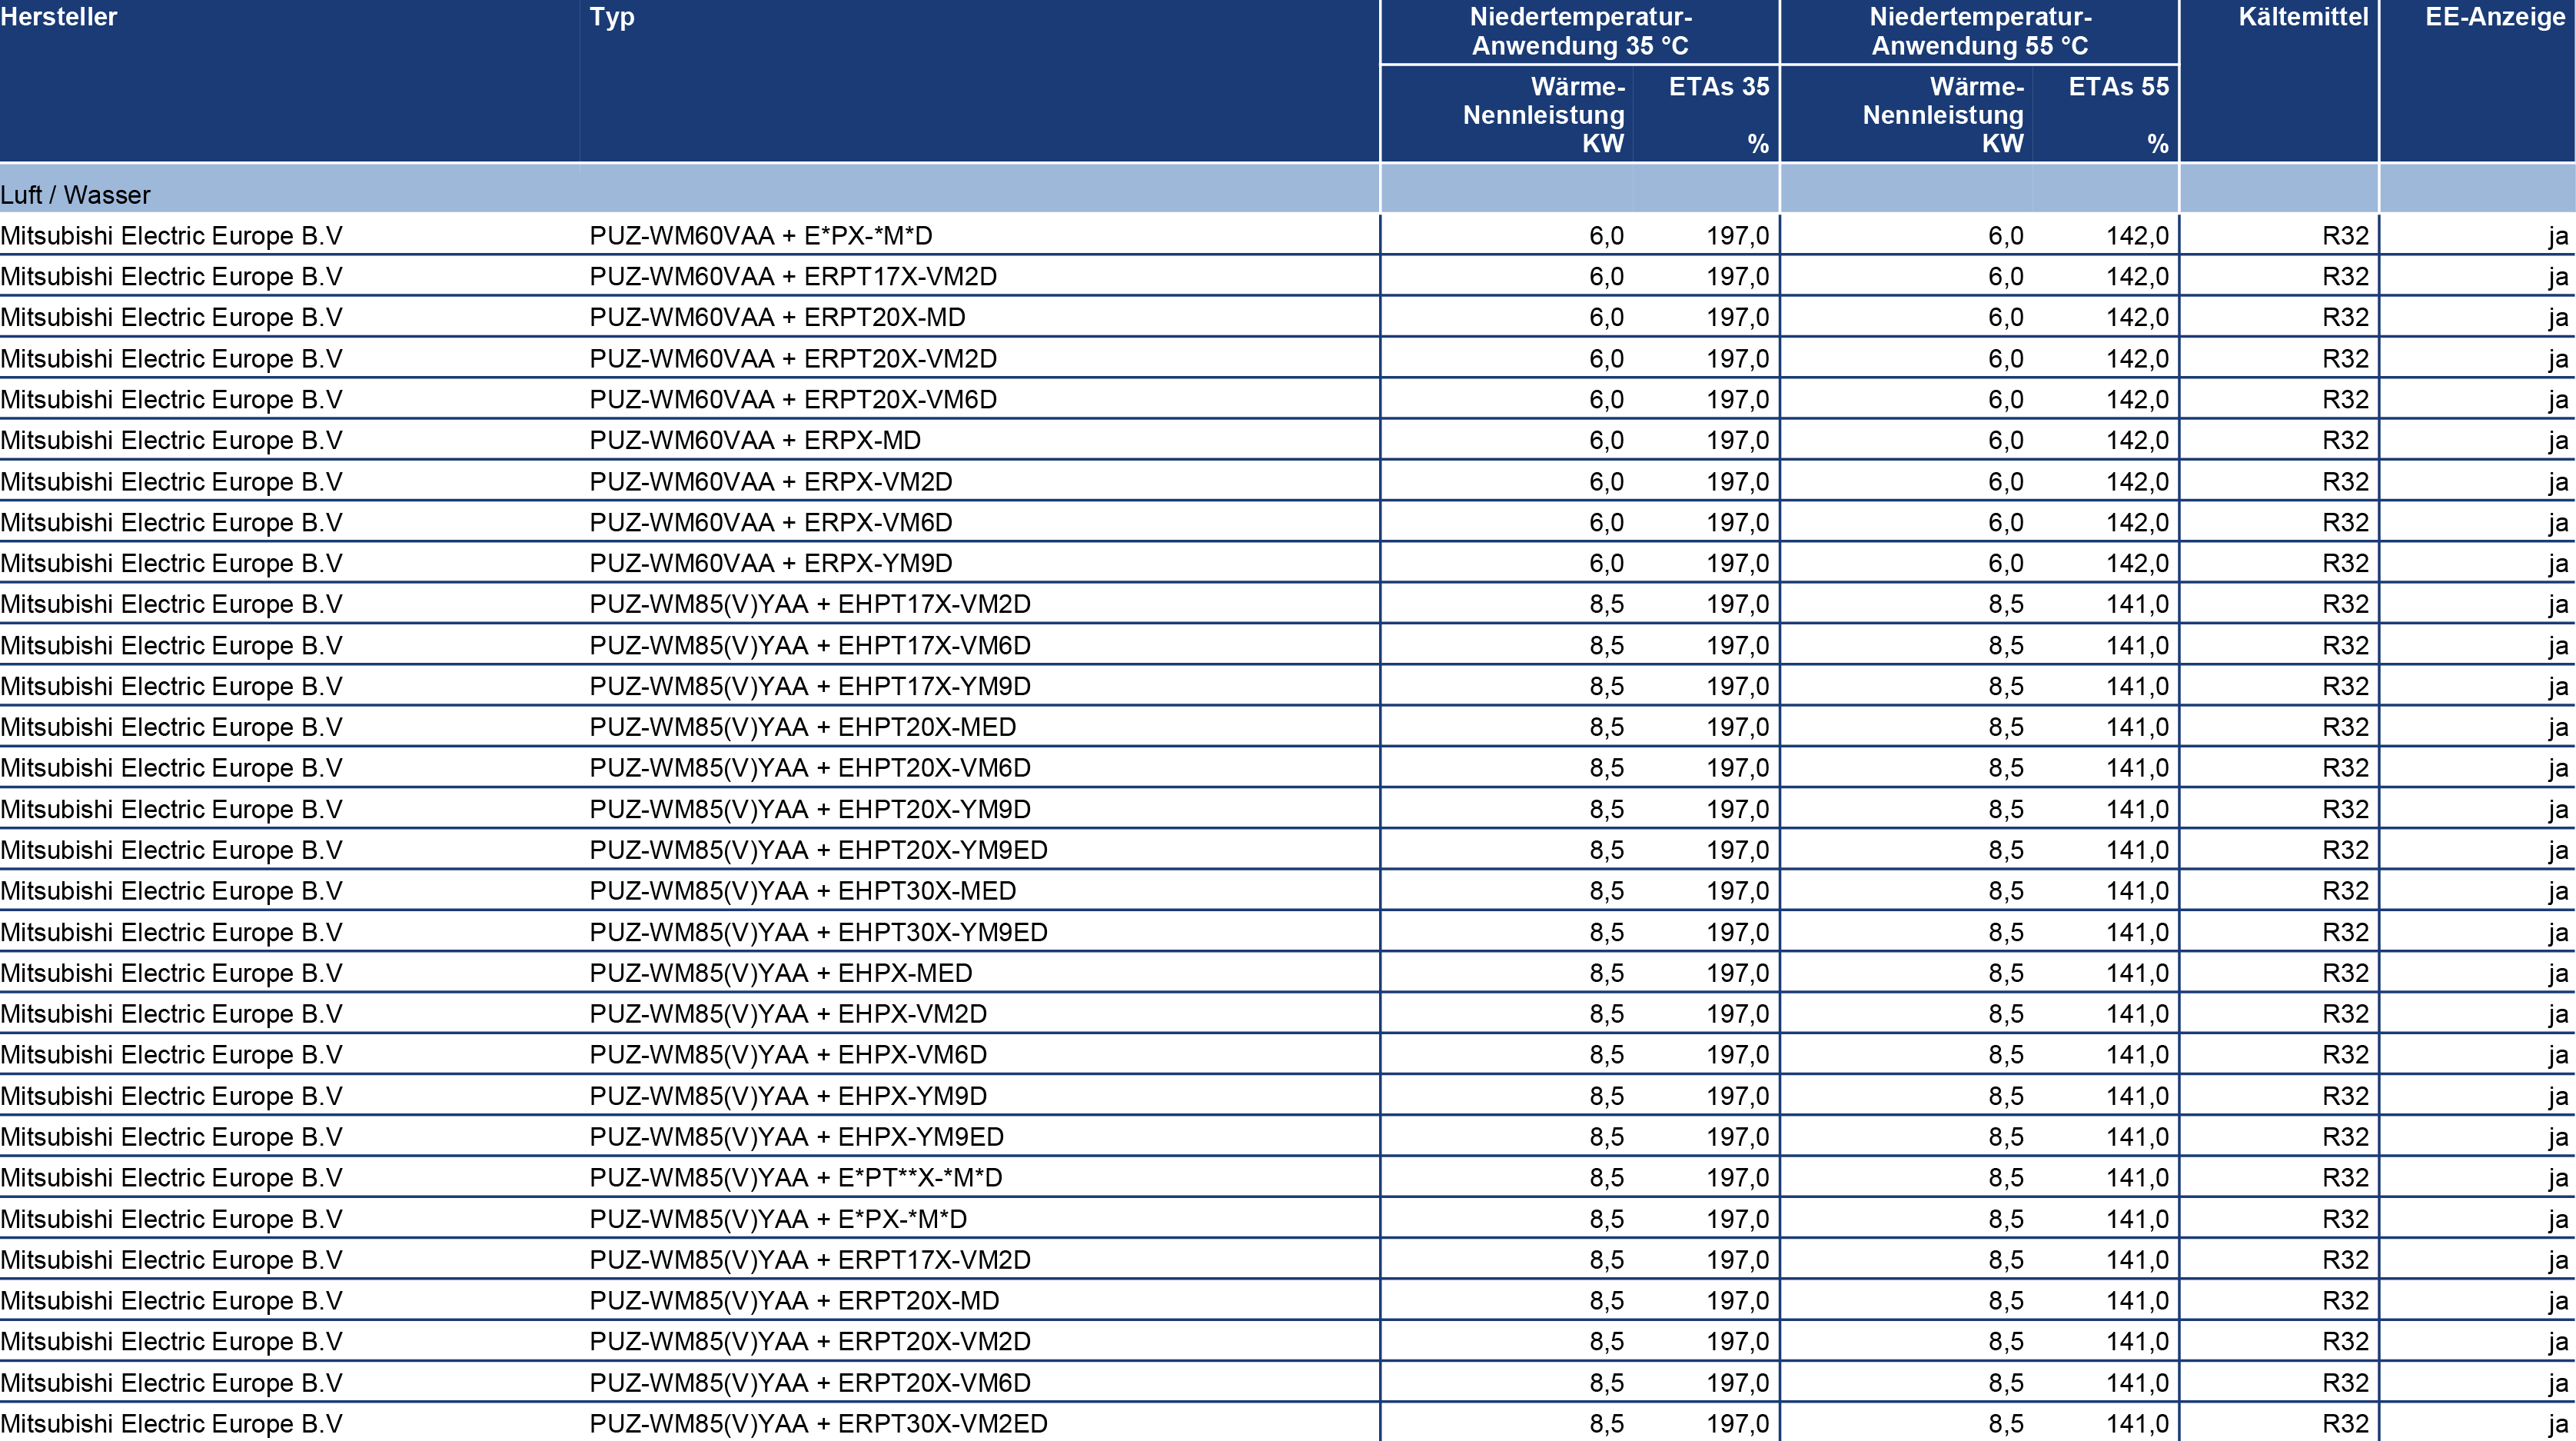 Hersteller Typ Niedertemperatur- Niedertemperatur- Kältemittel EE-Anzeige
Anwendung 35 °C Anwendung 55 °C
Wärme- ETAs 35 Wärme- ETAs 55
Nennleistung Nennleistung
KW % KW %
Luft / Wasser
Mitsubishi Electric Europe B.V PUZ-WM60VAA + E*PX-*M*D 6,0 197,0 6,0 142,0 R32 ja
Mitsubishi Electric Europe B.V PUZ-WM60VAA + ERPT17X-VM2D 6,0 197,0 6,0 142,0 R32 ja
Mitsubishi Electric Europe B.V PUZ-WM60VAA + ERPT20X-MD 6,0 197,0 6,0 142,0 R32 ja
Mitsubishi Electric Europe B.V PUZ-WM60VAA + ERPT20X-VM2D 6,0 197,0 6,0 142,0 R32 ja
Mitsubishi Electric Europe B.V PUZ-WM60VAA + ERPT20X-VM6D 6,0 197,0 6,0 142,0 R32 ja
Mitsubishi Electric Europe B.V PUZ-WM60VAA + ERPX-MD 6,0 197,0 6,0 142,0 R32 ja
Mitsubishi Electric Europe B.V PUZ-WM60VAA + ERPX-VM2D 6,0 197,0 6,0 142,0 R32 ja
Mitsubishi Electric Europe B.V PUZ-WM60VAA + ERPX-VM6D 6,0 197,0 6,0 142,0 R32 ja
Mitsubishi Electric Europe B.V PUZ-WM60VAA + ERPX-YM9D 6,0 197,0 6,0 142,0 R32 ja
Mitsubishi Electric Europe B.V PUZ-WM85(V)YAA + EHPT17X-VM2D 8,5 197,0 8,5 141,0 R32 ja
Mitsubishi Electric Europe B.V PUZ-WM85(V)YAA + EHPT17X-VM6D 8,5 197,0 8,5 141,0 R32 ja
Mitsubishi Electric Europe B.V PUZ-WM85(V)YAA + EHPT17X-YM9D 8,5 197,0 8,5 141,0 R32 ja
Mitsubishi Electric Europe B.V PUZ-WM85(V)YAA + EHPT20X-MED 8,5 197,0 8,5 141,0 R32 ja
Mitsubishi Electric Europe B.V PUZ-WM85(V)YAA + EHPT20X-VM6D 8,5 197,0 8,5 141,0 R32 ja
Mitsubishi Electric Europe B.V PUZ-WM85(V)YAA + EHPT20X-YM9D 8,5 197,0 8,5 141,0 R32 ja
Mitsubishi Electric Europe B.V PUZ-WM85(V)YAA + EHPT20X-YM9ED 8,5 197,0 8,5 141,0 R32 ja
Mitsubishi Electric Europe B.V PUZ-WM85(V)YAA + EHPT30X-MED 8,5 197,0 8,5 141,0 R32 ja
Mitsubishi Electric Europe B.V PUZ-WM85(V)YAA + EHPT30X-YM9ED 8,5 197,0 8,5 141,0 R32 ja
Mitsubishi Electric Europe B.V PUZ-WM85(V)YAA + EHPX-MED 8,5 197,0 8,5 141,0 R32 ja
Mitsubishi Electric Europe B.V PUZ-WM85(V)YAA + EHPX-VM2D 8,5 197,0 8,5 141,0 R32 ja
Mitsubishi Electric Europe B.V PUZ-WM85(V)YAA + EHPX-VM6D 8,5 197,0 8,5 141,0 R32 ja
Mitsubishi Electric Europe B.V PUZ-WM85(V)YAA + EHPX-YM9D 8,5 197,0 8,5 141,0 R32 ja
Mitsubishi Electric Europe B.V PUZ-WM85(V)YAA + EHPX-YM9ED 8,5 197,0 8,5 141,0 R32 ja
Mitsubishi Electric Europe B.V PUZ-WM85(V)YAA + E*PT**X-*M*D 8,5 197,0 8,5 141,0 R32 ja
Mitsubishi Electric Europe B.V PUZ-WM85(V)YAA + E*PX-*M*D 8,5 197,0 8,5 141,0 R32 ja
Mitsubishi Electric Europe B.V PUZ-WM85(V)YAA + ERPT17X-VM2D 8,5 197,0 8,5 141,0 R32 ja
Mitsubishi Electric Europe B.V PUZ-WM85(V)YAA + ERPT20X-MD 8,5 197,0 8,5 141,0 R32 ja
Mitsubishi Electric Europe B.V PUZ-WM85(V)YAA + ERPT20X-VM2D 8,5 197,0 8,5 141,0 R32 ja
Mitsubishi Electric Europe B.V PUZ-WM85(V)YAA + ERPT20X-VM6D 8,5 197,0 8,5 141,0 R32 ja
Mitsubishi Electric Europe B.V PUZ-WM85(V)YAA + ERPT30X-VM2ED 8,5 197,0 8,5 141,0 R32 ja